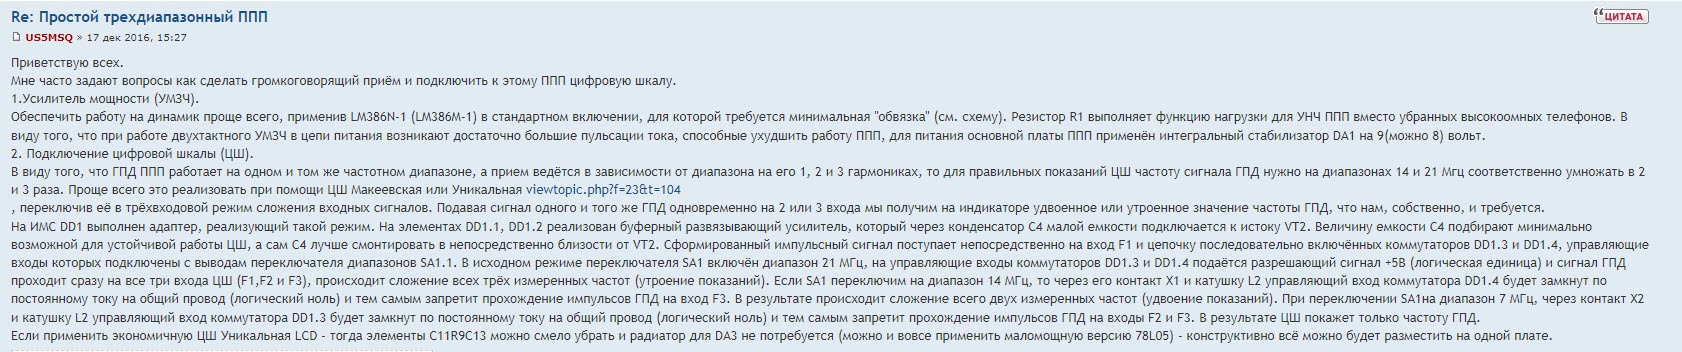 Re: Простой трехдиапазонный ППП
ЦИТАТА
US5MSQ » 17 дек 2016, 15:27
Приветствую всех.
Мне часто задают вопросы как сделать громкоговорящий приём и подключить к этому ППП цифровую шкалу.
1.Усилитель мощности (УМЗЧ).
Обеспечить работу на динамик проще всего, применив LM386N-1 (LM386M-1) в стандартном включении, для которой требуется минимальная "обвязка" (см. схему). Резистор R1 выполняет функцию нагрузки для УНЧ ППП вместо убранных высокоомных телефонов. В
виду того, что при работе двухтактного УМЗЧ в цепи питания возникают достаточно большие пульсации тока, способные ухудшить работу ППП, для питания основной платы ППП применён интегральный стабилизатор DA1 на 9(можно 8) вольт.
2. Подключение цифровой шкалы (ЦШ).
В виду того, что ГПД ППП работает на одном и том же частотном диапазоне, а прием ведётся в зависимости от диапазона на его 1, 2 и 3 гармониках, то для правильных показаний ЦШ частоту сигнала ГПД нужно на диапазонах 14 и 21 Мгц соответственно умножать в 2
и 3 раза. Проще всего это реализовать при помощи ЦШ Макеевская или Уникальная viewtopic.php?f=23&t=104
, переключив её в трёхвходовой режим сложения входных сигналов. Подавая сигнал одного и того же ГПД одновременно на 2 или 3 входа мы получим на индикаторе удвоенное или утроенное значение частоты ГПД, что нам, собственно, и требуется.
На ИМС DD1 выполнен адаптер, реализующий такой режим. На элементах DD1.1, DD1.2 реализован буферный развязывающий усилитель, который через конденсатор С4 малой емкости подключается к истоку VT2. Величину емкости С4 подбирают минимально
возможной для устойчивой работы ЦШ, а сам С4 лучше смонтировать в непосредственно близости от VT2. Сформированный импульсный сигнал поступает непосредственно на вход F1 и цепочку последовательно включённых коммутаторов DD1.3 и DD1.4, управляющие
входы которых подключены с выводам переключателя диапазонов SA1.1. В исходном режиме переключателя SA1 включён диапазон 21 МГц, на управляющие входы коммутаторов DD1.3 и DD1.4 подаётся разрешающий сигнал +5В (логическая единица) и сигнал ГПД
проходит сразу на все три входа ЦШ (F1,F2 и F3), происходит сложение всех трёх измеренных частот (утроение показаний). Если SA1 переключим на диапазон 14 МГц, то через его контакт X1 и катушку L2 управляющий вход коммутатора DD1.4 будет замкнут по
постоянному току на общий провод (логический ноль) и тем самым запретит прохождение импульсов ГПД на вход F3. В результате происходит сложение всего двух измеренных частот (удвоение показаний). При переключении SA1на диапазон 7 МГц, через контакт X2
и катушку L2 управляющий вход коммутатора DD1.3 будет замкнут по постоянному току на общий провод (логический ноль) и тем самым запретит прохождение импульсов ГПД на входы F2 и F3. В результате ЦШ покажет только частоту ГПД.
Если применить экономичную ЦШ Уникальная LCD - тогда элементы C11R9C13 можно смело убрать и радиатор для DA3 не потребуется (можно и вовсе применить маломощную версию 78L05) - конструктивно всё можно будет разместить на одной плате.